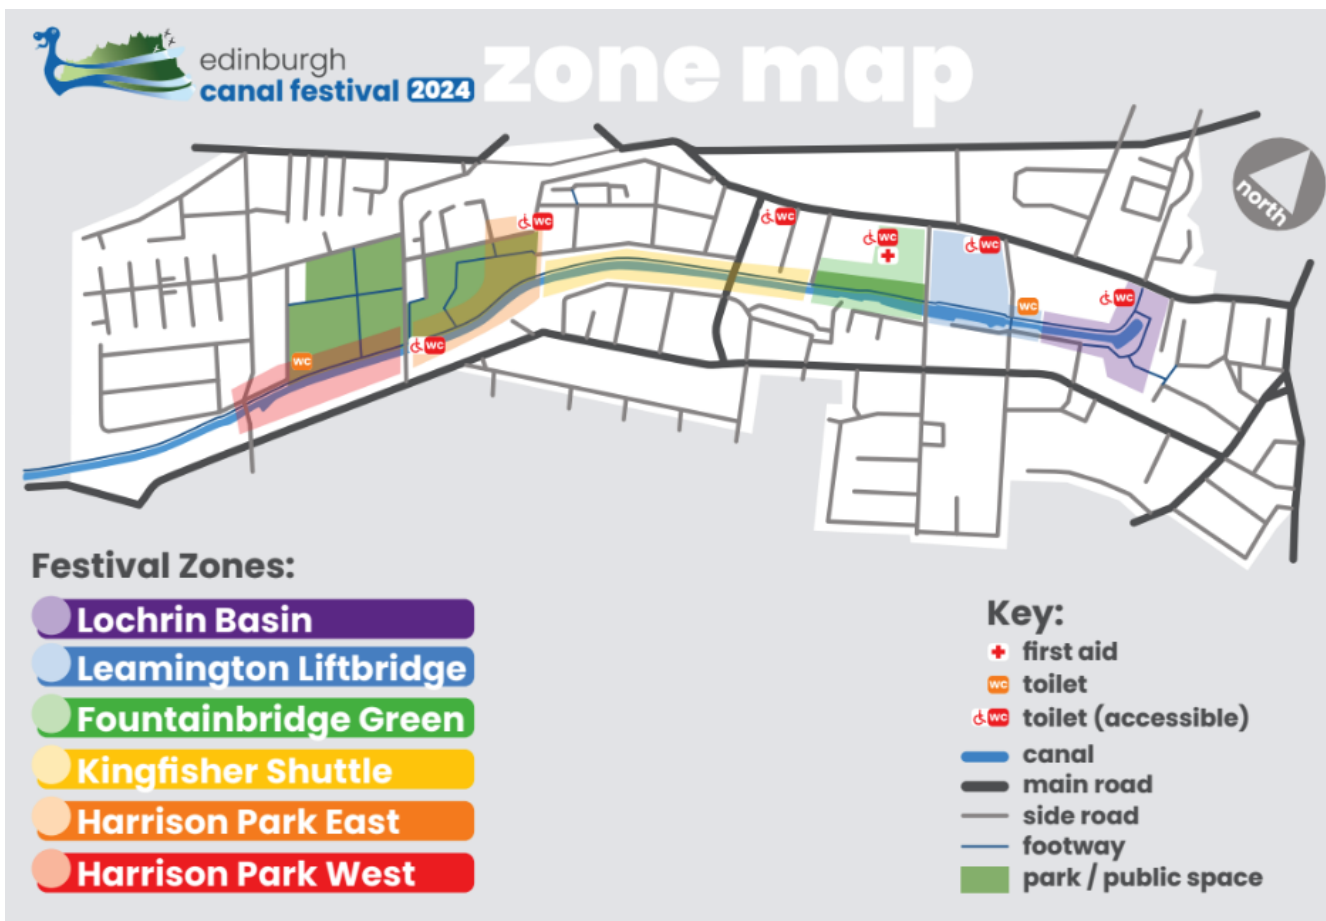 edinburgh
canal festival 2024
zone map
north
wc
wc
wc
wc
wc
wc
wc
wc
wc
Festival Zones:
Lochrin Basin
Leamington Liftbridge
Fountainbridge Green
Kingfisher Shuttle
Harrison Park East
Harrison Park West
Key:
first aid
wc toilet
wc toilet (accessible)
canal
main road
side road
footway
park / public space